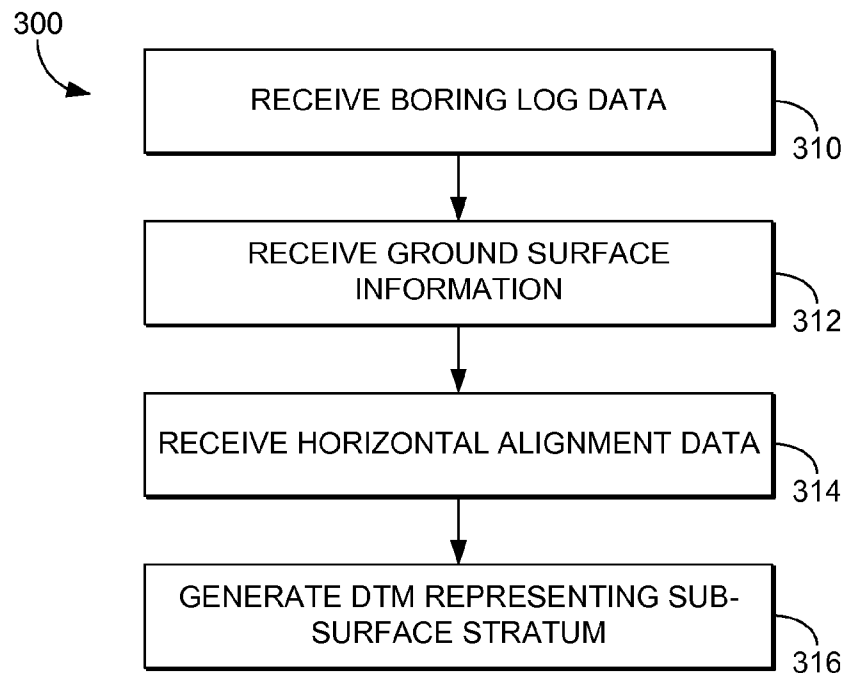 300
RECEIVE BORING LOG DATA
310
RECEIVE GROUND SURFACE
INFORMATION
312
RECEIVE HORIZONTAL ALIGNMENT DATA
314
GENERATE DTM REPRESENTING SUB-
SURFACE STRATUM
316